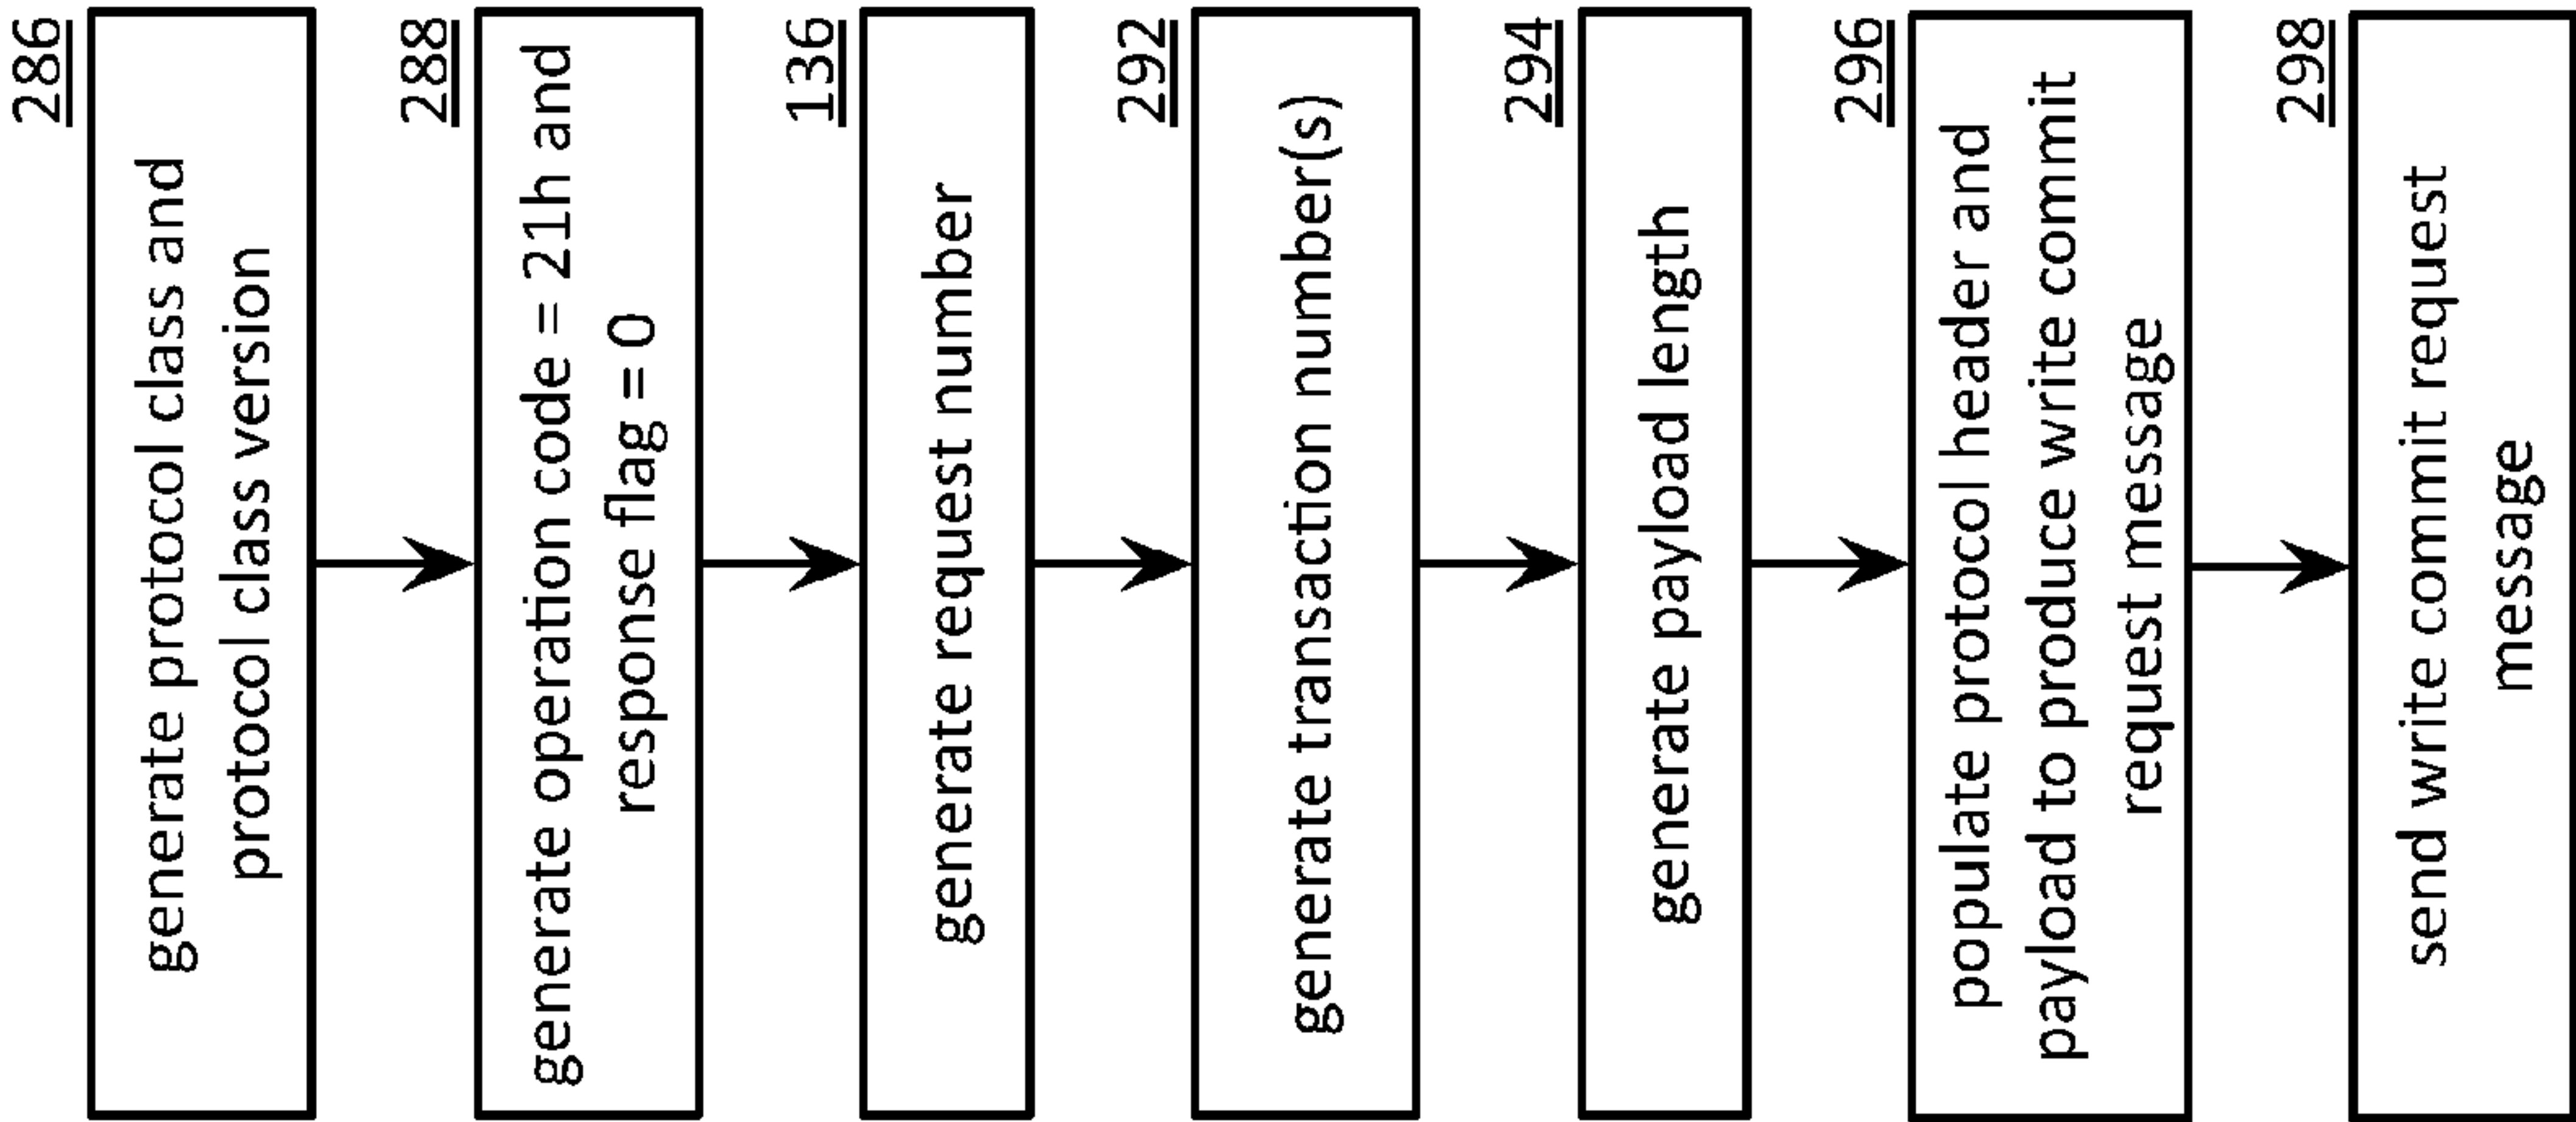 286
generate protocol class and
protocol class version
288
generate operation code = 21h and
response flag = 0
136
generate request number
292
generate transaction number(s)
294
generate payload length
296
populate protocol header and
payload to produce write commit
request message
298
send write commit request
message